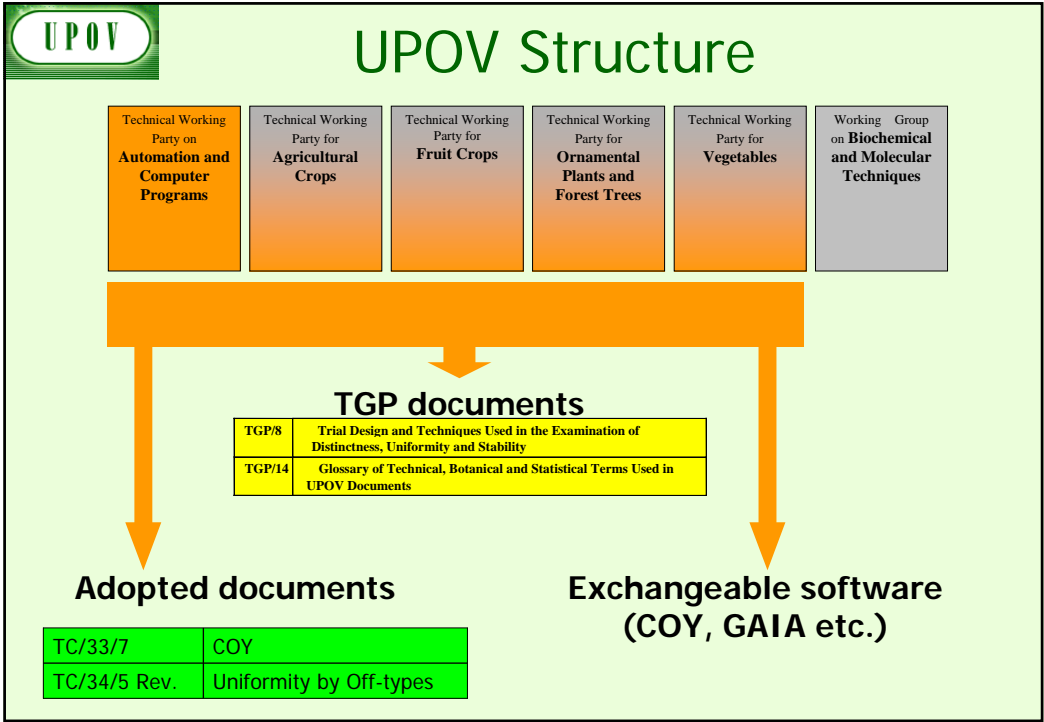 UPOV
UPOV Structure
Technical Working
Party on
Automation and
Computer
Programs
Technical Working
Party for
Agricultural
Crops
Technical Working
Party for
Fruit Crops
Technical Working
Party for
Ornamental
Plants and
Forest Trees
Technical Working
Party for
Vegetables
Working Group
on Biochemical
and Molecular
Techniques
TGP documents
TGP/8 Trial Design and Techniques Used in the Examination of
Distinctness, Uniformity and Stability
TGP/14 Glossary of Technical, Botanical and Statistical Terms Used in
UPOV Documents
Adopted documents
TC/33/7 COY
TC/34/5 Rev. Uniformity by Off-types
Exchangeable software
(COY, GAIA etc.)